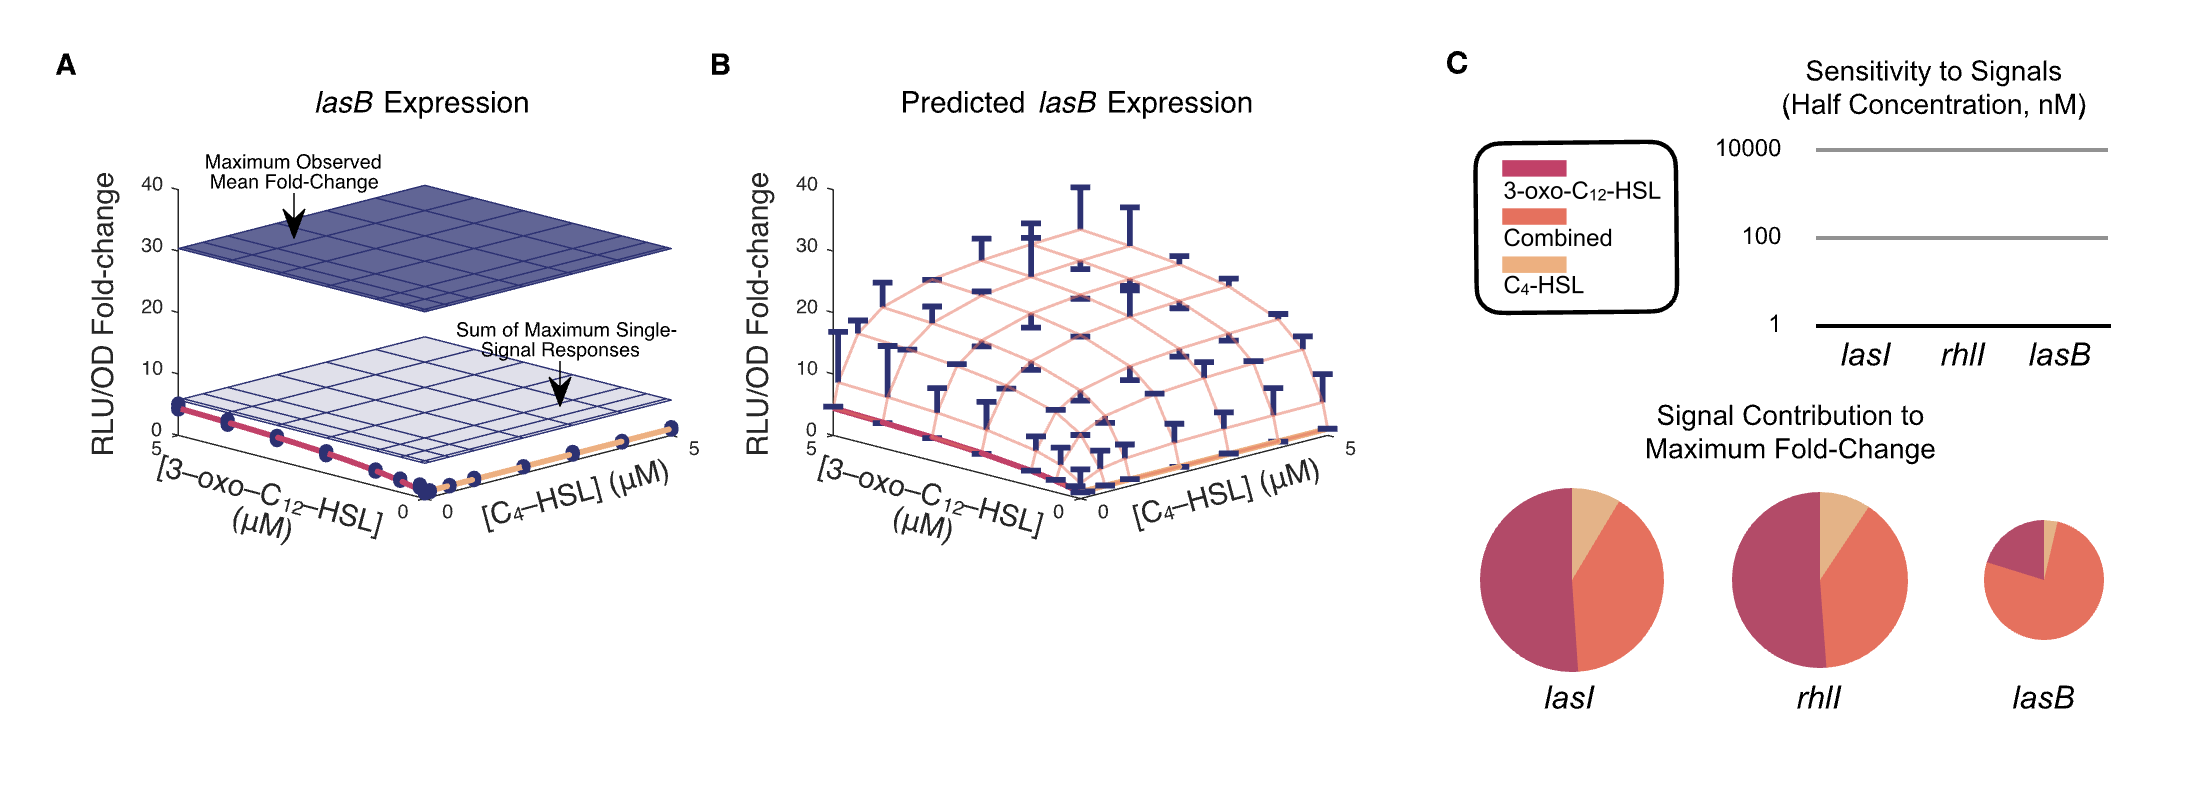 A
lasB Expression
Maximum Observed
Mean Fold-Change
Sum of Maximum Single-
Signal Responses
RLU/OD Fold-change
40
30
20
10
0
5
[3–oxo–C12–HSL]
(μM)
0
0
[C4–HSL] (μM)
5
B
Predicted lasB Expression
RLU/OD Fold-change
40
30
20
10
0
5
[3–oxo–C12–HSL]
(μM)
0
0
[C4–HSL] (μM)
5
C
3-oxo-C12-HSL
Combined
C4-HSL
Sensitivity to Signals
(Half Concentration, nM)
10000
100
1
lasI rhlI lasB
Signal Contribution to
Maximum Fold-Change
lasI rhlI lasB